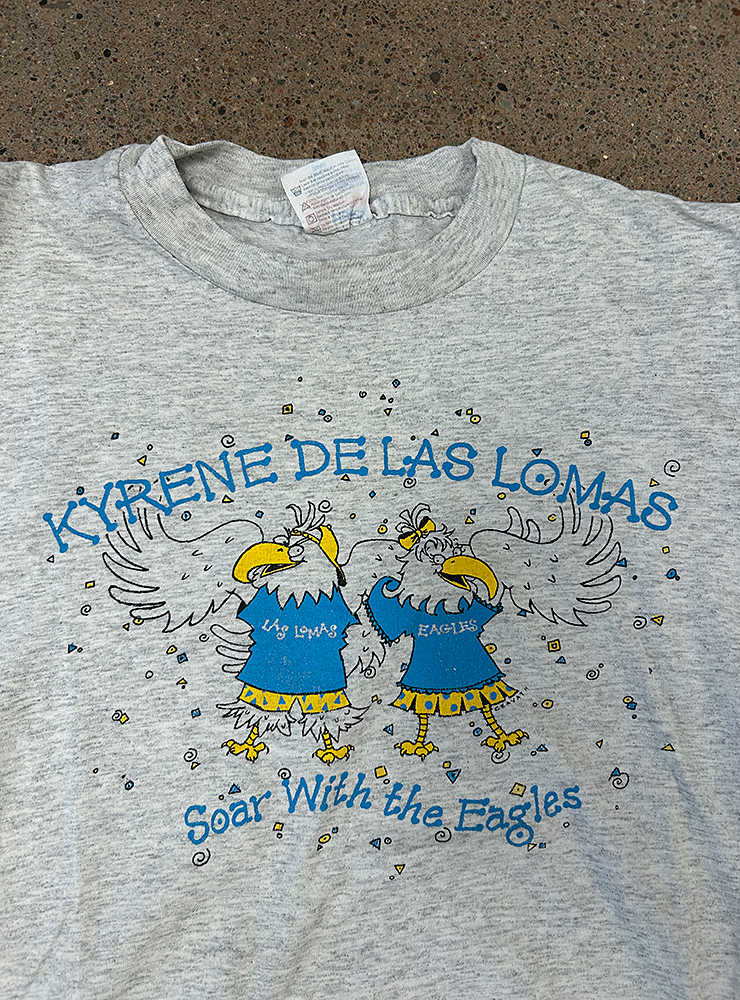 KYRENE DE LAS LOMAS
LAS LOMAS
EAGLES
Soar With the Eagles